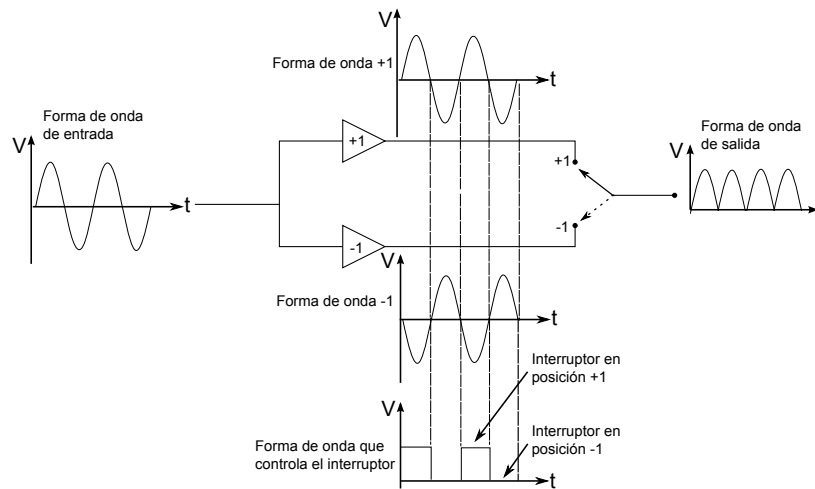 V
Forma de onda +1
t
Forma de onda
de entrada
V
t
+1
+1
-1
-1
Forma de onda
de salida
V
V
Forma de onda -1
t
Interruptor en
posición +1
V
Forma de onda que
controla el interruptor
Interruptor en
posición -1
t